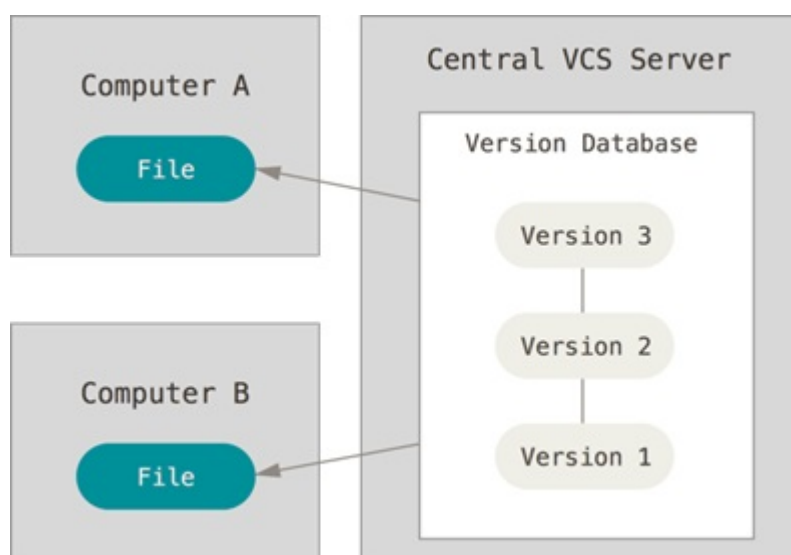 Computer A
File
Computer B
File
Central VCS Server
Version Database
Version 3
Version 2
Version 1